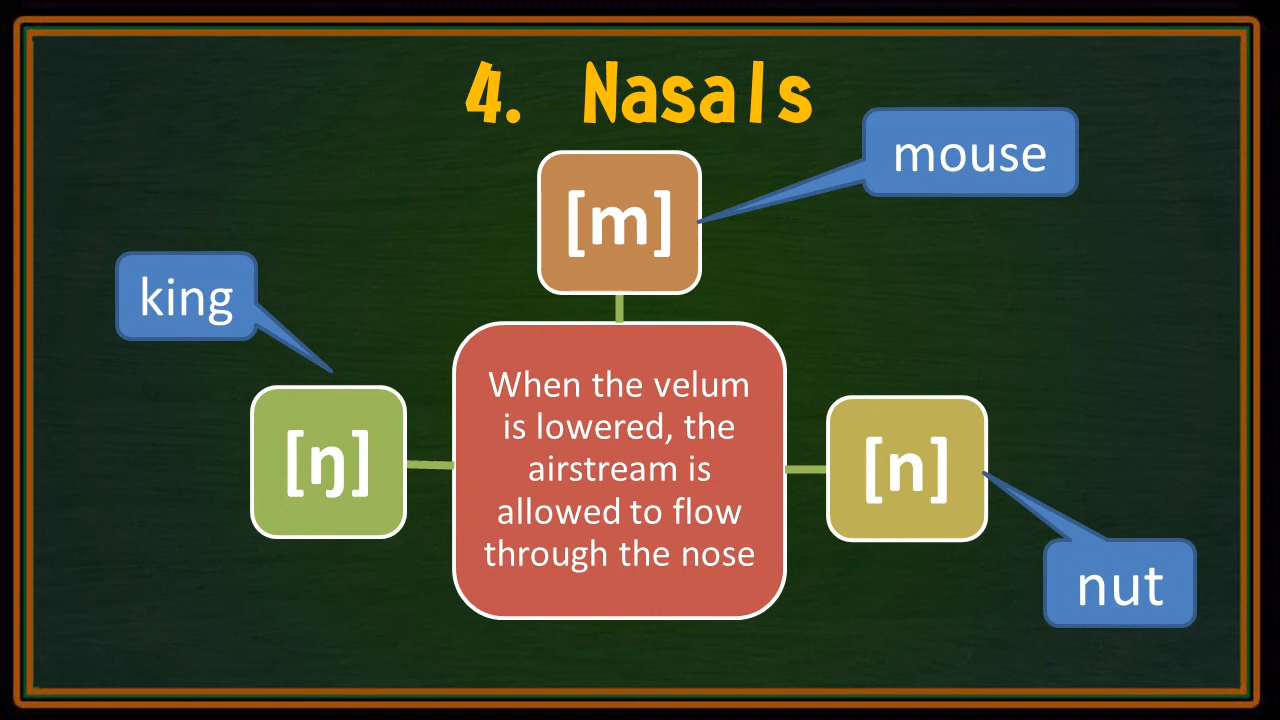 4. Nasals
mouse
[m]
king
When the velum
is lowered, the
airstream is
allowed to flow
through the nose
[ŋ]
[n]
nut